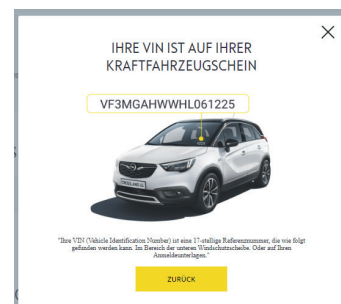 IHRE VIN IST AUF IHRER
KRAFTFAHRZEUGSCHEIN
VF3MGAHWWHL061225
"Ihre VIN (Vehicle Identification Number) ist eine 17-stellige Referenznummer, die wie folgt
gefunden werden kann. Im Bereich der unteren Windschutzscheibe. Oder auf Ihren
Anmeldeunterlagen."
ZURÜCK